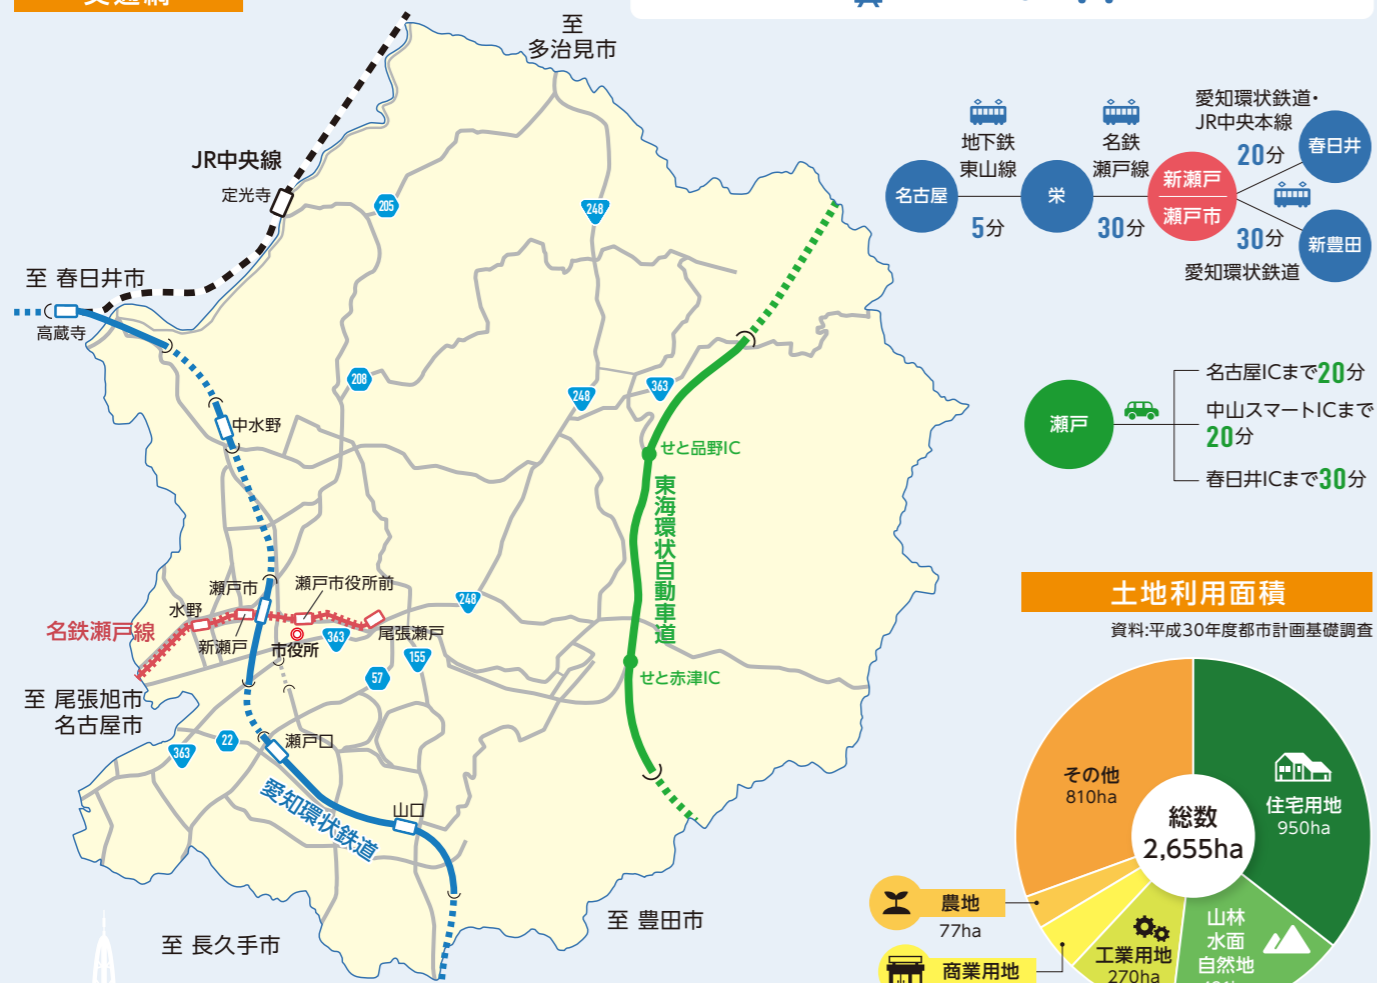 至
多治見市
JR中央線
定光寺
205
248
至 春日井市
高蔵寺
208
248
363
中水野
せと品野IC
東海環状自動車道
瀬戸市
瀬戸市役所前
水野
248
名鉄瀬戸線
新瀬戸
市役所
363
尾張瀬戸
155
57
せと赤津IC
至 尾張旭市
名古屋市
363
22
瀬戸口
愛知環状鉄道
山口
至 豊田市
至 長久手市
愛知環状鉄道・
JR中央本線
地下鉄
東山線
名鉄
瀬戸線
20分
春日井
名古屋
栄
新瀬戸
瀬戸市
5分
30分
30分
新豊田
愛知環状鉄道
瀬戸
名古屋ICまで20分
中山スマートICまで
20分
春日井ICまで30分
土地利用面積
資料:平成30年度都市計画基礎調査
その他
810ha
総数
2,655ha
住宅用地
950ha
農地
77ha
商業用地
工業用地
270ha
山林
水面
自然地